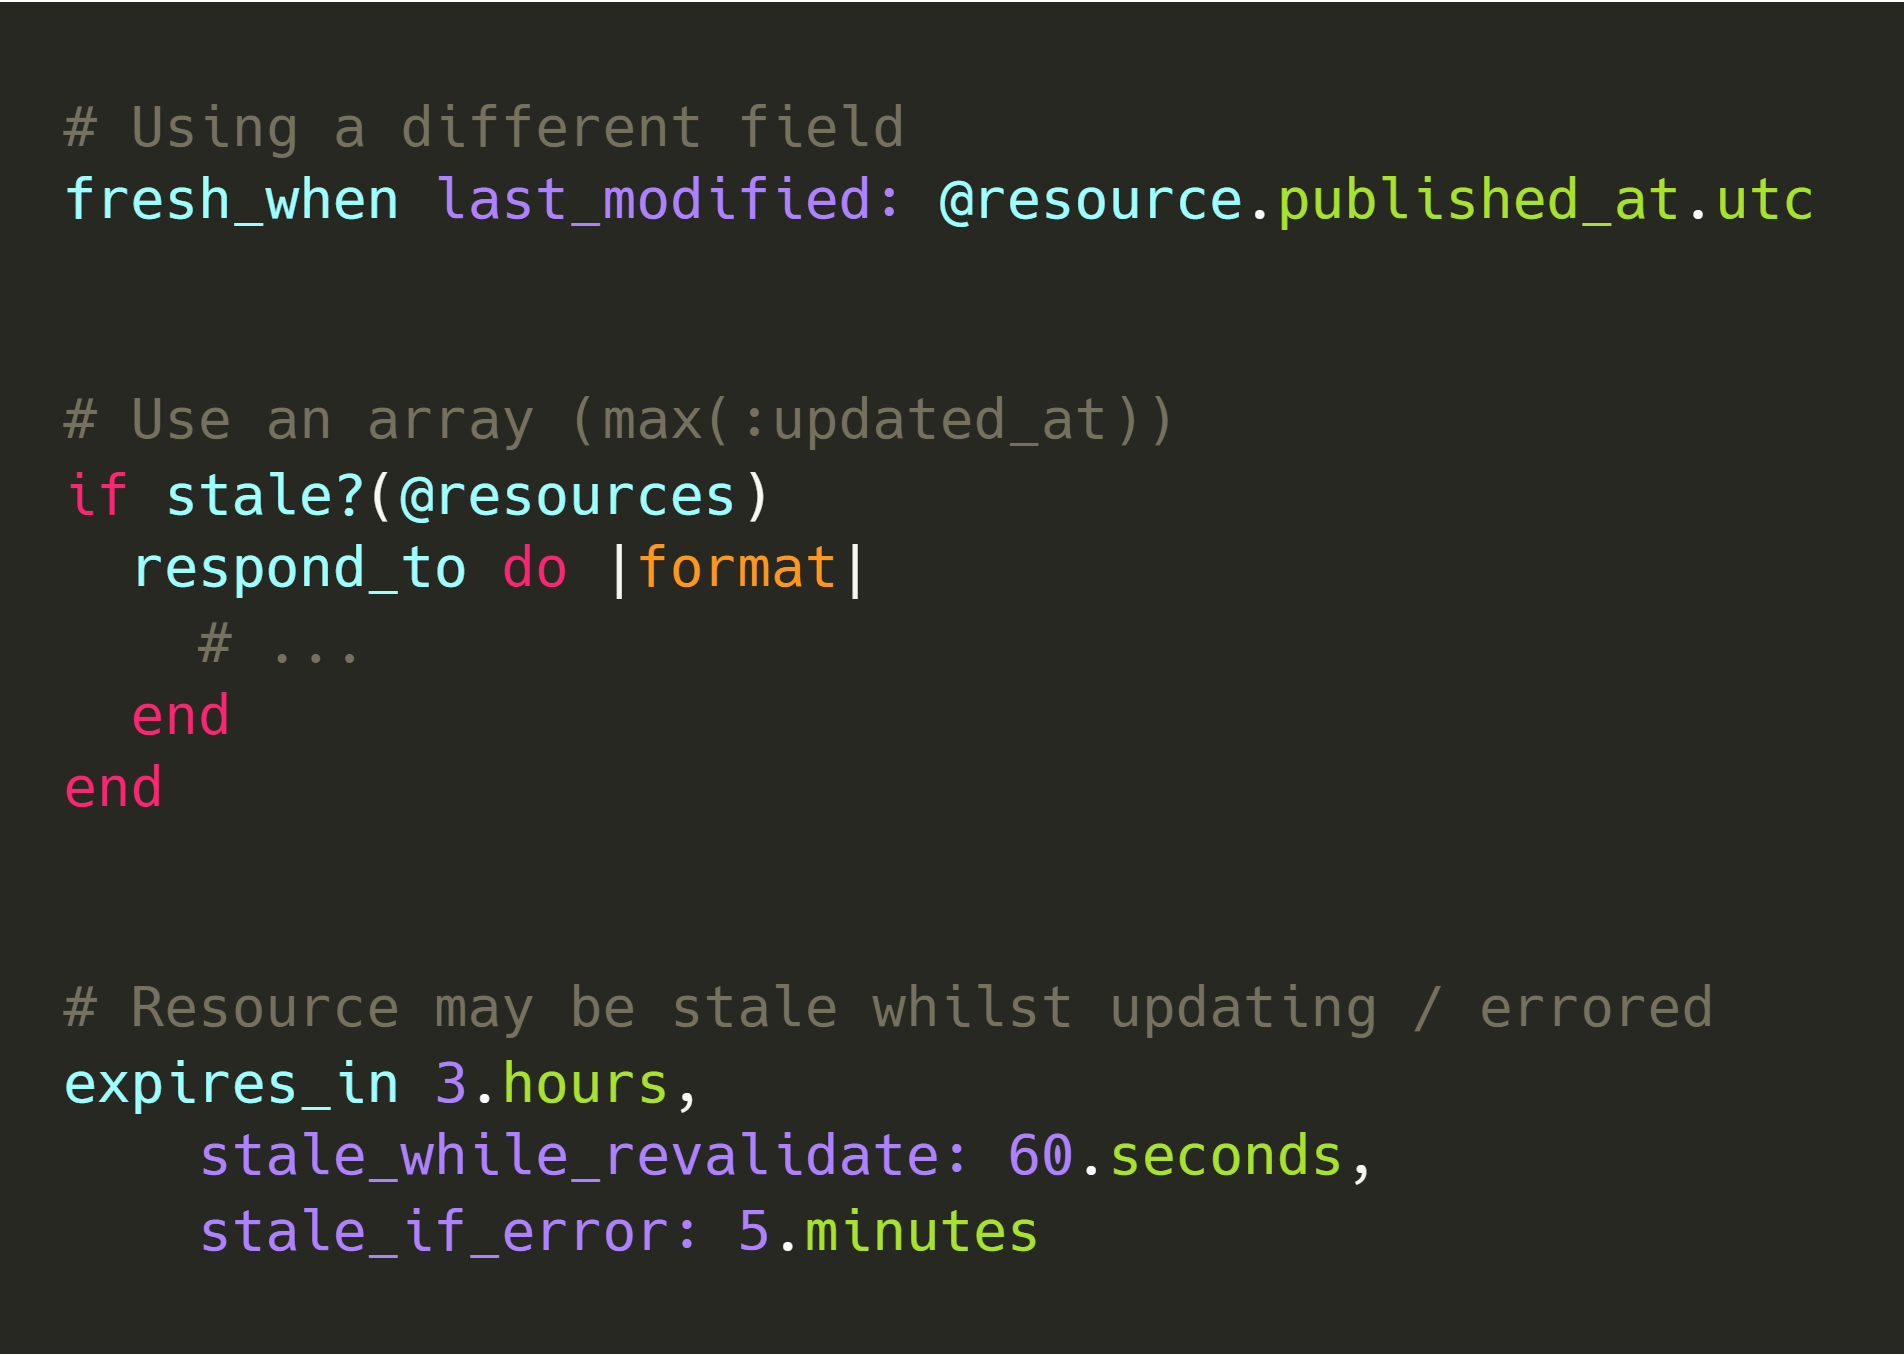 # Using a different field
fresh_when last_modified: @resource.published_at.utc
# Use an array (max(:updated_at))
if stale?(@resources)
  respond_to do |format|
    # ...
  end
end
# Resource may be stale whilst updating / errored
expires_in 3.hours,
    stale_while_revalidate: 60.seconds,
    stale_if_error: 5.minutes